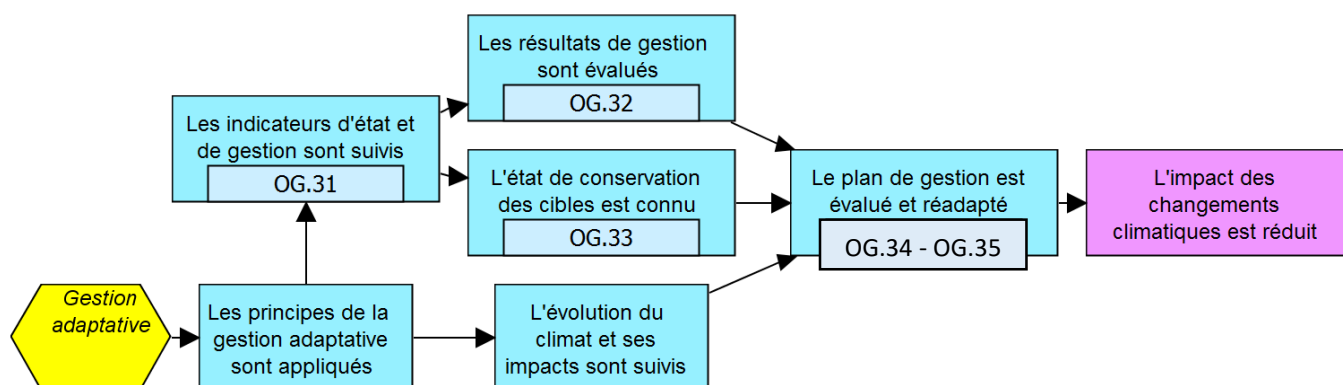 Gestion
adaptative
Les principes de la
gestion adaptative
sont appliqués
Les indicateurs d'état et
de gestion sont suivis
OG.31
Les résultats de gestion
sont évalués
OG.32
L'état de conservation
des cibles est connu
OG.33
L'évolution du
climat et ses
impacts sont suivis
Le plan de gestion est
évalué et réadapté
OG.34 - OG.35
L'impact des
changements
climatiques est réduit